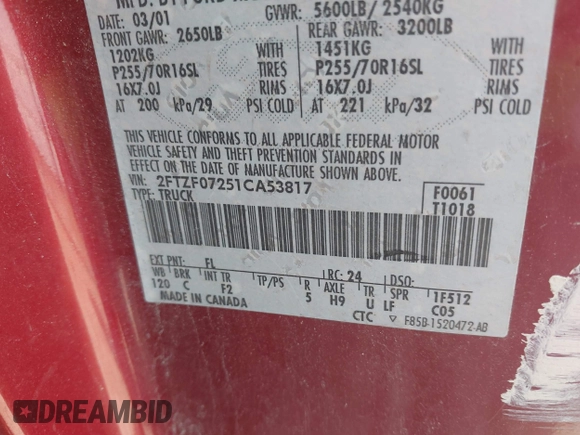 MFD. BY FORD
DATE: 03/01 GVWR: 5600LB/ 2540KG
FRONT GAWR: 2650LB REAR GAWR: 3200LB
1202KG WITH 1451KG WITH
P255/70R16SL TIRES P255/70R16SL TIRES
16X7.0J RIMS 16X7.0J RIMS
AT 200 kPa/29 PSI COLD AT 221 kPa/32 PSI COLD
THIS VEHICLE CONFORMS TO ALL APPLICABLE FEDERAL MOTOR
VEHICLE SAFETY AND THEFT PREVENTION STANDARDS IN
EFFECT ON THE DATE OF MANUFACTURE SHOWN ABOVE.
VIN: 2FTZF07251CA53817
TYPE: TRUCK
F0061
T1018
EXT PNT: FL RC: 24 DSO:
WB BRK INT TR TP/PS R AXLE TR SPR 1F512
120 C F2 5 H9 U LF C05
MADE IN CANADA CTC F85B-1520472-AB
DREAMBID